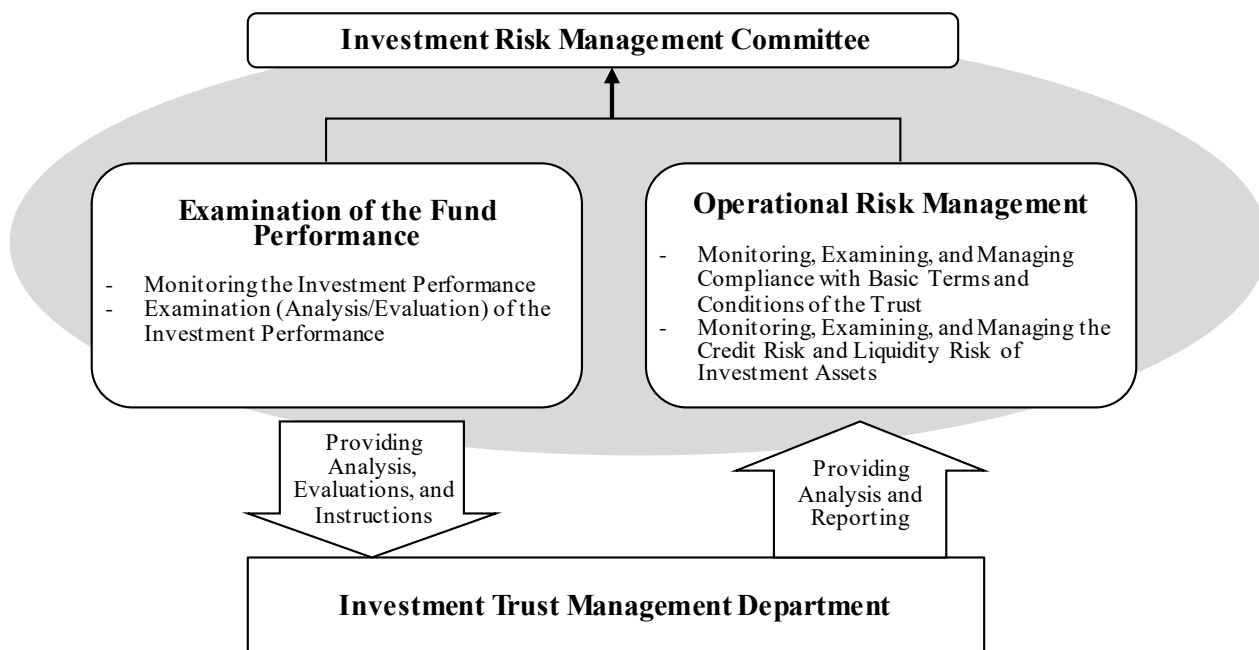 Investment Risk Management Committee
Examination of the Fund
Performance
- Monitoring the Investment Performance
- Examination (Analysis/Evaluation) of the
Investment Performance
Operational Risk Management
- Monitoring, Examining, and Managing
Compliance with Basic Terms and
Conditions of the Trust
- Monitoring, Examining, and Managing the
Credit Risk and Liquidity Risk of
Investment Assets
Providing
Analysis,
Evaluations, and
Instructions
Providing
Analysis and
Reporting
Investment Trust Management Department